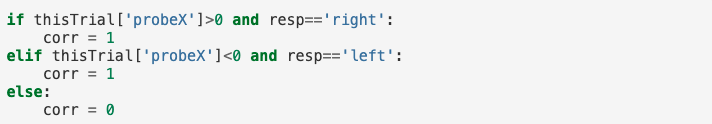 if thisTrial['probeX']>0 and resp=='right':
    corr = 1
elif thisTrial['probeX']<0 and resp=='left':
    corr = 1
else:
    corr = 0